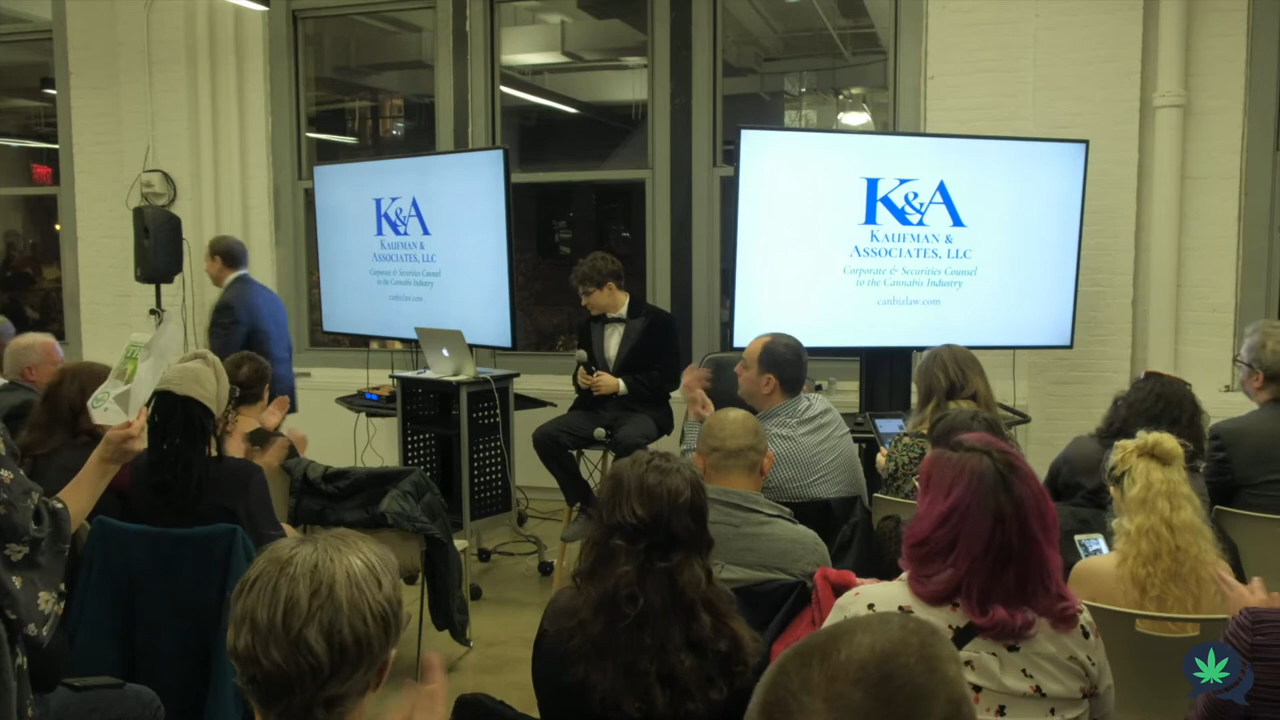 K&A
KAUFMAN &
ASSOCIATES, LLC
Corporate & Securities Counsel
to the Cannabis Industry
canbizlaw.com
K&A
KAUFMAN &
ASSOCIATES, LLC
Corporate & Securities Counsel
to the Cannabis Industry
canbizlaw.com